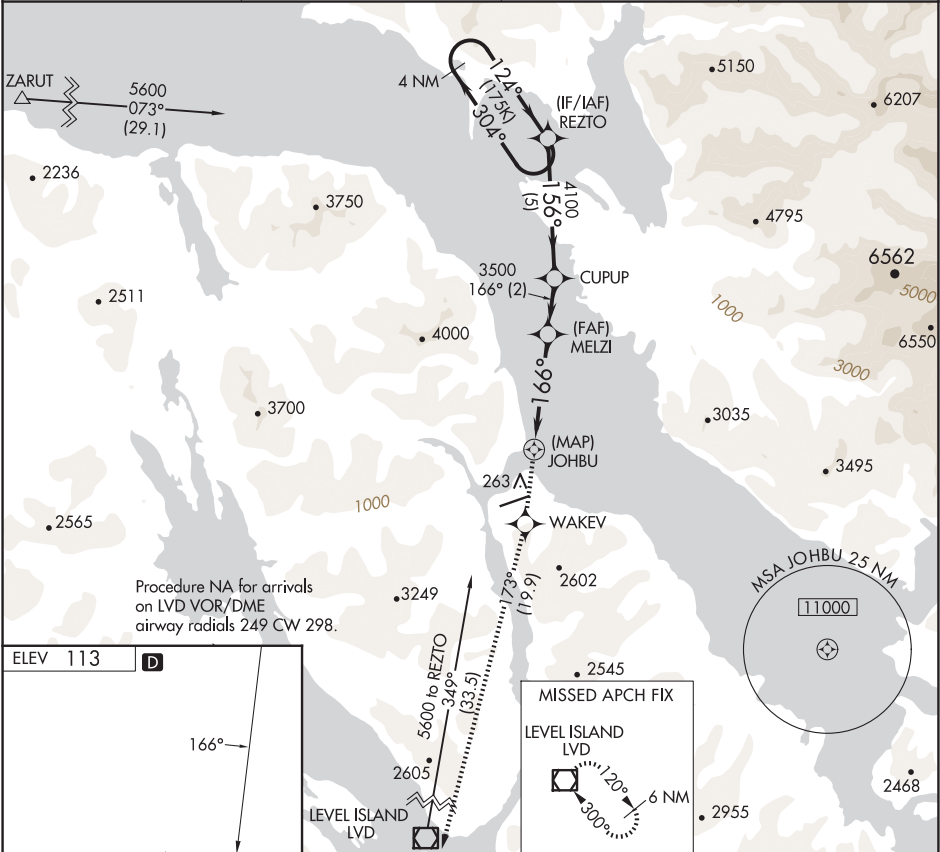 ZARUT
5600
073°
(29.1)
4 NM
124°
(175K)
304°
(IF/IAF)
REZTO
5150
6207
2236
3750
4100
156°
(5)
4795
6562
5000
3500
166° (2)
CUPUP
2511
1000
4000
(FAF)
MELZI
6550
3000
166°
3700
3035
(MAP)
JOHBU
3495
263
1000
2565
WAKEV
MSA JOHBU 25 NM
11000
2602
173°
(19.9)
Procedure NA for arrivals
on LVD VOR/DME
airway radials 249 CW 298.
3249
ELEV 113
D
166°
5600 to REZTO
349°
(33.5)
2545
MISSED APCH FIX
LEVEL ISLAND
LVD
120°
6 NM
300°
2605
LEVEL ISLAND
LVD
2955
2468